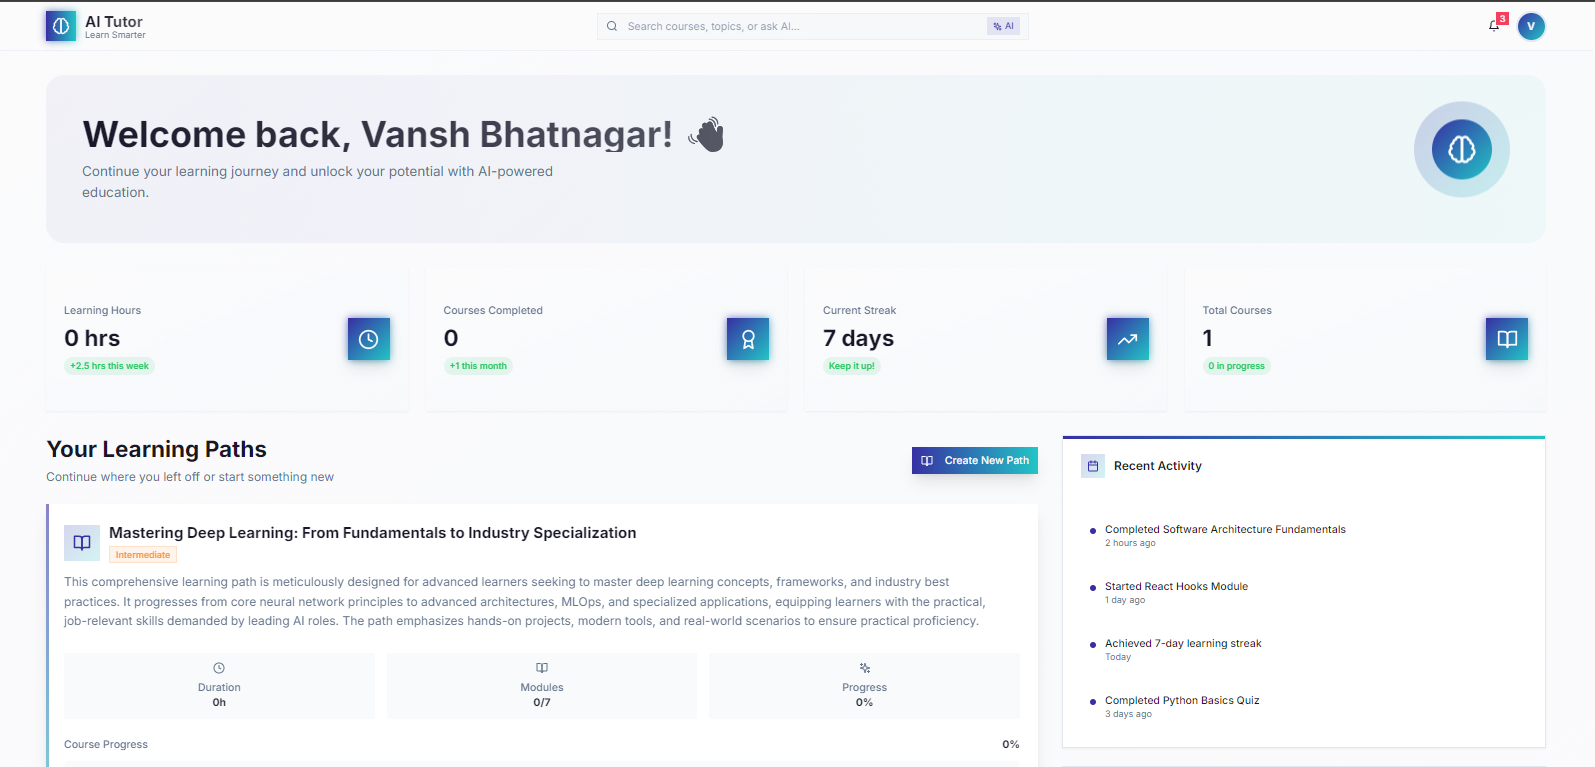 AI Tutor
Learn Smarter
Search courses, topics, or ask AI...
AI
3
V
Welcome back, Vansh Bhatnagar!
Continue your learning journey and unlock your potential with AI-powered
education.
Learning Hours
0 hrs
+2.5 hrs this week
Courses Completed
0
+1 this month
Current Streak
7 days
Keep it up!
Total Courses
1
0 in progress
Your Learning Paths
Continue where you left off or start something new
Create New Path
Mastering Deep Learning: From Fundamentals to Industry Specialization
Intermediate
This comprehensive learning path is meticulously designed for advanced learners seeking to master deep learning concepts, frameworks, and industry best
practices. It progresses from core neural network principles to advanced architectures, MLOps, and specialized applications, equipping learners with the practical,
job-relevant skills demanded by leading AI roles. The path emphasizes hands-on projects, modern tools, and real-world scenarios to ensure practical proficiency.
Duration
0h
Modules
0/7
Progress
0%
Course Progress
0%
Recent Activity
Completed Software Architecture Fundamentals
2 hours ago
Started React Hooks Module
1 day ago
Achieved 7-day learning streak
Today
Completed Python Basics Quiz
3 days ago